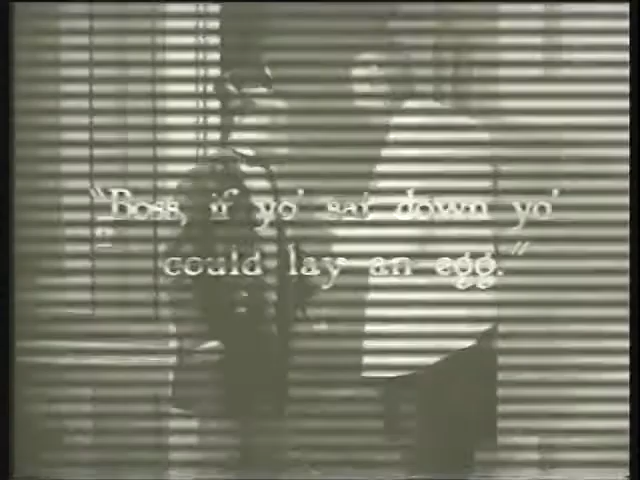 "Boss, if yo' sat down yo'
could lay an egg."